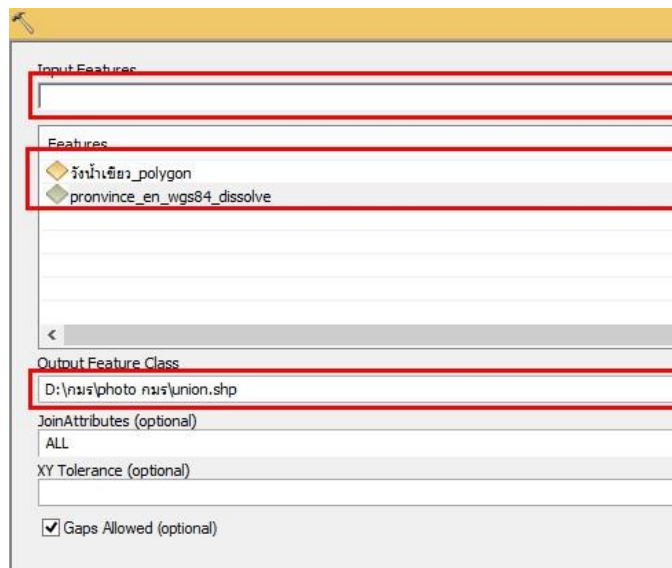 Input Features
Features
วังน้ำเขียว_polygon
pronvince_en_wgs84_dissolve
Output Feature Class
D:\กมร\photo กมร\union.shp
JoinAttributes (optional)
ALL
XY Tolerance (optional)
Gaps Allowed (optional)